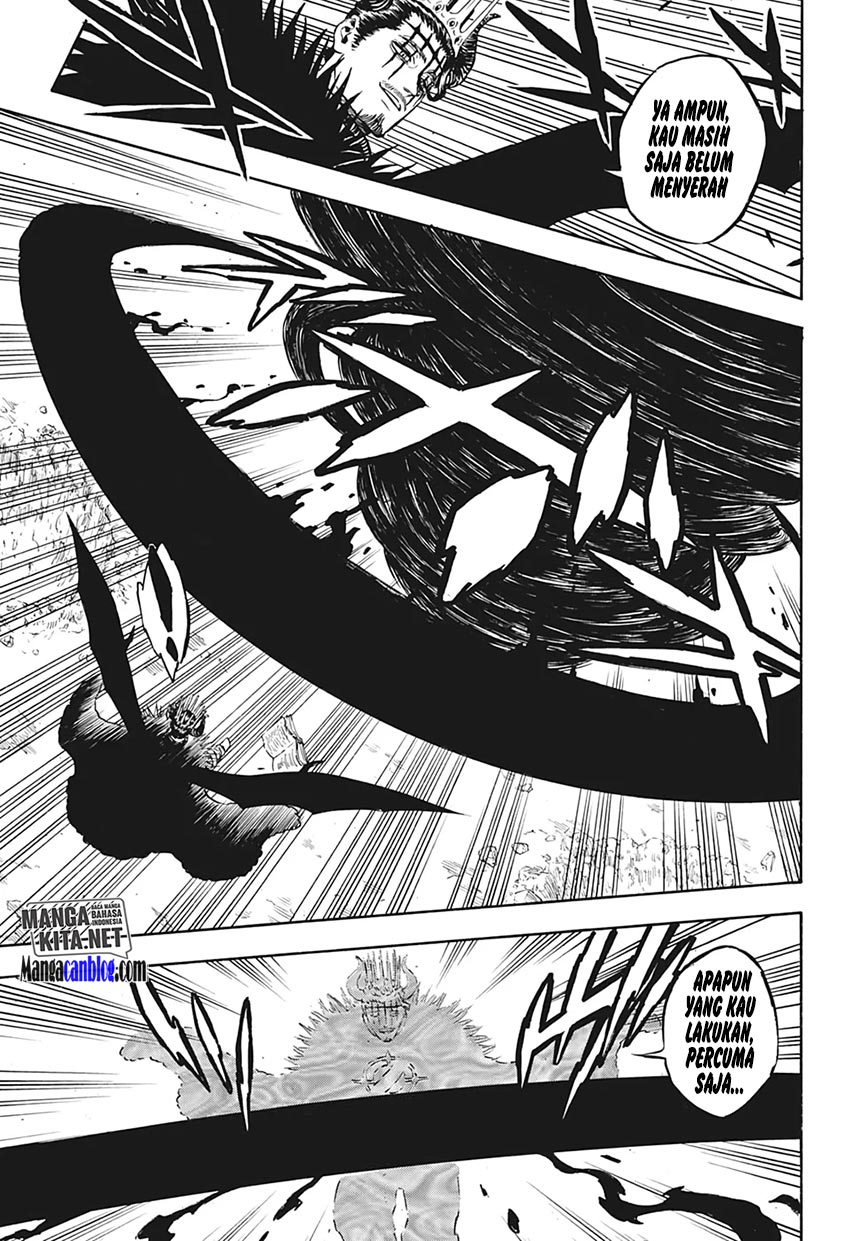 YA AMPUN,
KAU MASIH
SAJA BELUM
MENYERAH
MANGA
BACA MANGA
BAHASA
INDONESIA
KITA.NET
Mangacanblog.com
APAPUN
YANG KAU
LAKUKAN,
PERCUMA
SAJA...